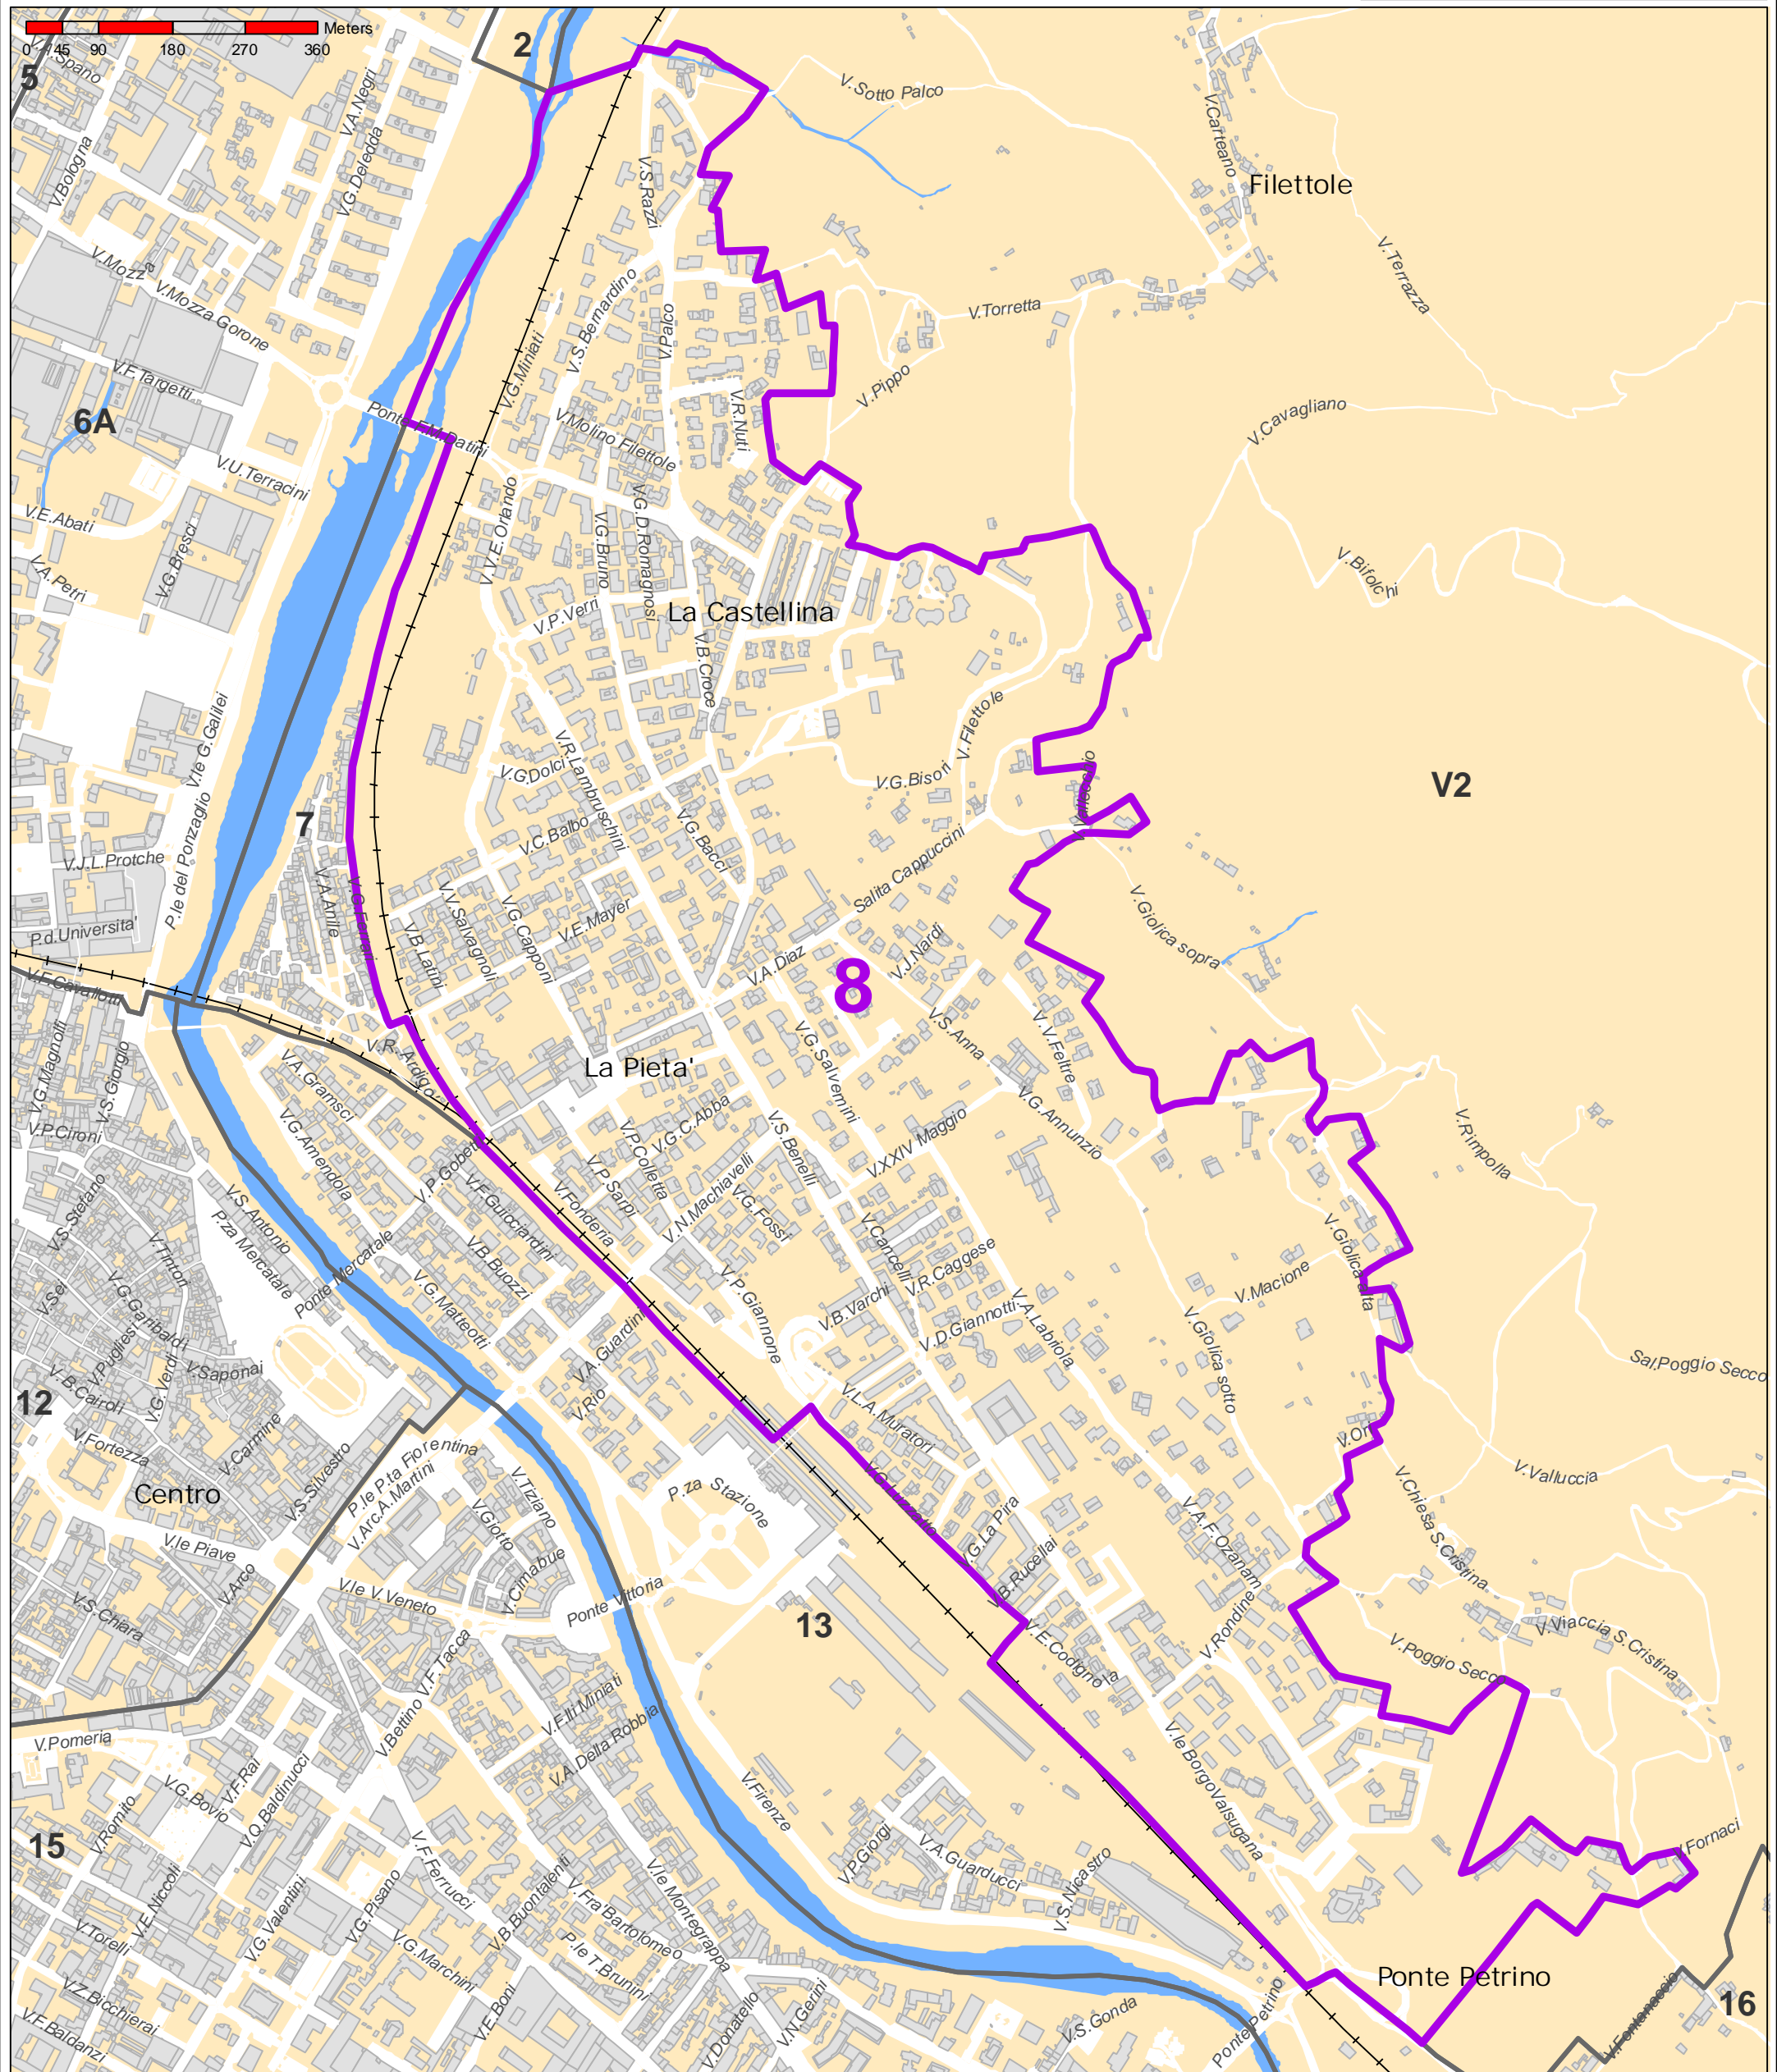 Meters
0 45 90 180 270 360
2
5
V.Spano
V.A.Negri
V.Sotto Palco
V.Carteano
Filettole
V.Bologna
V.G.Deledda
V.S.Razzi
V.Terrazza
V.Mozza
V.Mozza Gorone
V.S.Bernardino
V.Palco
V.Torretta
V.G.Miniati
V.F.Targetti
V.Pippo
6A
Ponte F.M.Datini
V.Molino Filettole
V.R.Nuti
V.Cavagliano
V.U.Terracini
V.E.Abati
V.V.E.Orlando
V.G.D.Romagnosi
V.G.Bruno
V.G.Bresci
V.A.Petri
V.Bifolchi
V.P.Verri
La Castellina
V.B.Croce
V.le G.Galilei
V.Filettole
V.R.Lambruschini
V.G.Dolci
V.G.Bisori
V2
7
V.C.Balbo
V.G.Bacci
V.J.L.Protche
P.le del Ponzaglio
V.A.Anile
V.G.Ferrari
V.V.Salvagnoli
V.G.Capponi
V.E.Mayer
Salita Cappuccini
V.Giolica sopra
P.d.Universita'
V.B.Latini
V.A.Diaz
V.J.Nardi
8
V.F.Cavallotti
V.G.Magnolfi
V.S.Giorgio
V.R. Ardigo'
La Pieta'
V.G.Salvemini
V.S.Anna
V.V.Feltre
V.A.Gramsci
V.G.Amendola
V.P.Cironi
V.G.C.Abba
V.P.Colletta
V.S.Benelli
V.XXIV Maggio
V.G.Annunzio
V.Rimpolla
V.P.Gobetti
V.P.Sarpi
V.N.Machiavelli
V.G.Fossi
V.S.Stefano
V.S.Antonio
P.za Mercatale
V.F.Guicciardini
V.Fonderia
V.Tintori
Ponte Mercatale
V.B.Buozzi
V.Cancelli
V.R.Caggese
V.Giolica alta
V.Sei
V.G.Garibaldi
V.G.Matteotti
V.P.Giannone
V.B.Varchi
V.D.Giannotti
V.A.Labriola
V.Macione
V.Pugliesi
V.G.Verdi
V.Saponai
V.A.Guardini
V.Giolica sotto
Sal.Poggio Secco
12
V.B.Cairoli
V.Rio
V.L.A.Muratori
V.Fortezza
V.Carmine
P.le P.ta Fiorentina
V.Arc.A.Martini
V.S.Silvestro
V.Tiziano
P.za Stazione
V.Chiesa S.Cristina
V.Valluccia
Centro
V.Giotto
V.G.La Pira
V.A.F.Ozanam
V.le Piave
V.Arco
V.Cimabue
V.B.Rucellai
V.le V.Veneto
Ponte Vittoria
V.S.Chiara
13
V.E.Codignola
V.Rondine
V.Poggio Secco
V.Viaccia S.Cristina
V.F.Tacca
V.Bettino
V.F.lli Miniati
V.A.Della Robbia
V.Pomeria
V.F.Rai
V.G.Bovio
V.Q.Baldinucci
V.Firenze
V.le BorgoValsugana
V.Romito
15
V.P.Giorgi
V.A.Guarducci
V.Fornaci
V.F.Ferrucci
V.S.Nicastro
V.F.Niccoli
V.G.Valentini
V.G.Pisano
V.B.Buontalenti
V.Fra'Bartolomeo
V.le Montegrappa
V.Torelli
V.G.Marchini
P.le T.Brunini
Ponte Petrino
16
V.Z.Bicchierai
V.F.Boni
V.Donatello
V.N.Gerini
V.S.Gonda
Ponte Petrino
V.Fontanaccio
V.F.Baldanzi